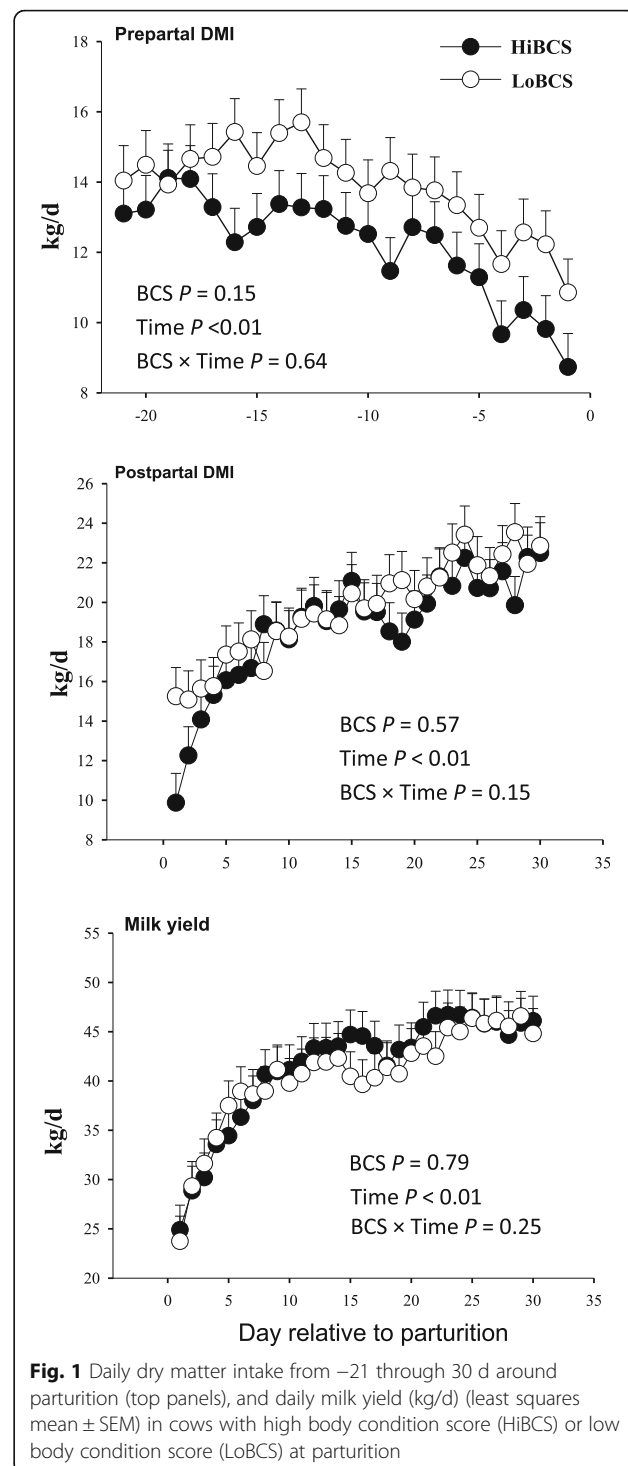 Prepartal DMI
HiBCS
LoBCS
18
16
14
12
10
8
kg/d
BCS P = 0.15
Time P <0.01
BCS × Time P = 0.64
-20
-15
-10
-5
0
Postpartal DMI
26
24
22
20
18
16
14
12
10
8
kg/d
BCS P = 0.57
Time P < 0.01
BCS × Time P = 0.15
0
5
10
15
20
25
30
35
Milk yield
55
50
45
40
35
30
25
20
kg/d
BCS P = 0.79
Time P < 0.01
BCS × Time P = 0.25
0
5
10
15
20
25
30
35
Day relative to parturition
Fig. 1 Daily dry matter intake from −21 through 30 d around
parturition (top panels), and daily milk yield (kg/d) (least squares
mean ± SEM) in cows with high body condition score (HiBCS) or low
body condition score (LoBCS) at parturition